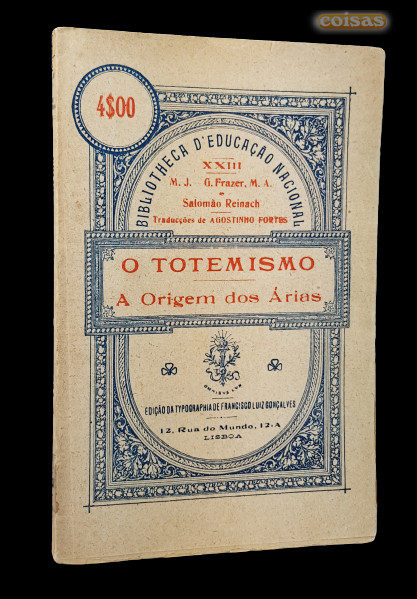 eoisas
4$00
BIBLIOTHECA D'EDUCAÇÃO NACIONAL
XXIII
M. J. G. Frazer, M. A.
e
Salomão Reinach
Traducções de AGOSTINHO FORTES
O TOTEMISMO
A Origem dos Árias
EDIÇÃO DA TYPOGRAPHIA DE FRANCISCO LUIZ GONÇALVES
12, Rua do Mundo, 12-A
LISBOA